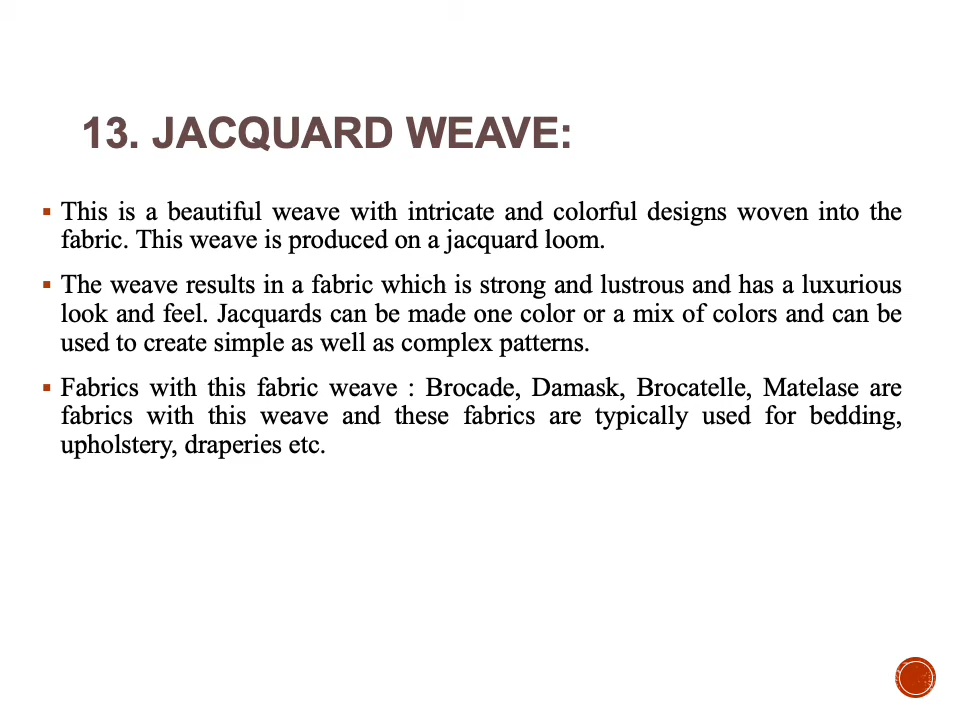 13. JACQUARD WEAVE:
▪ This is a beautiful weave with intricate and colorful designs woven into the
fabric. This weave is produced on a jacquard loom.
▪ The weave results in a fabric which is strong and lustrous and has a luxurious
look and feel. Jacquards can be made one color or a mix of colors and can be
used to create simple as well as complex patterns.
▪ Fabrics with this fabric weave : Brocade, Damask, Brocatelle, Matelase are
fabrics with this weave and these fabrics are typically used for bedding,
upholstery, draperies etc.